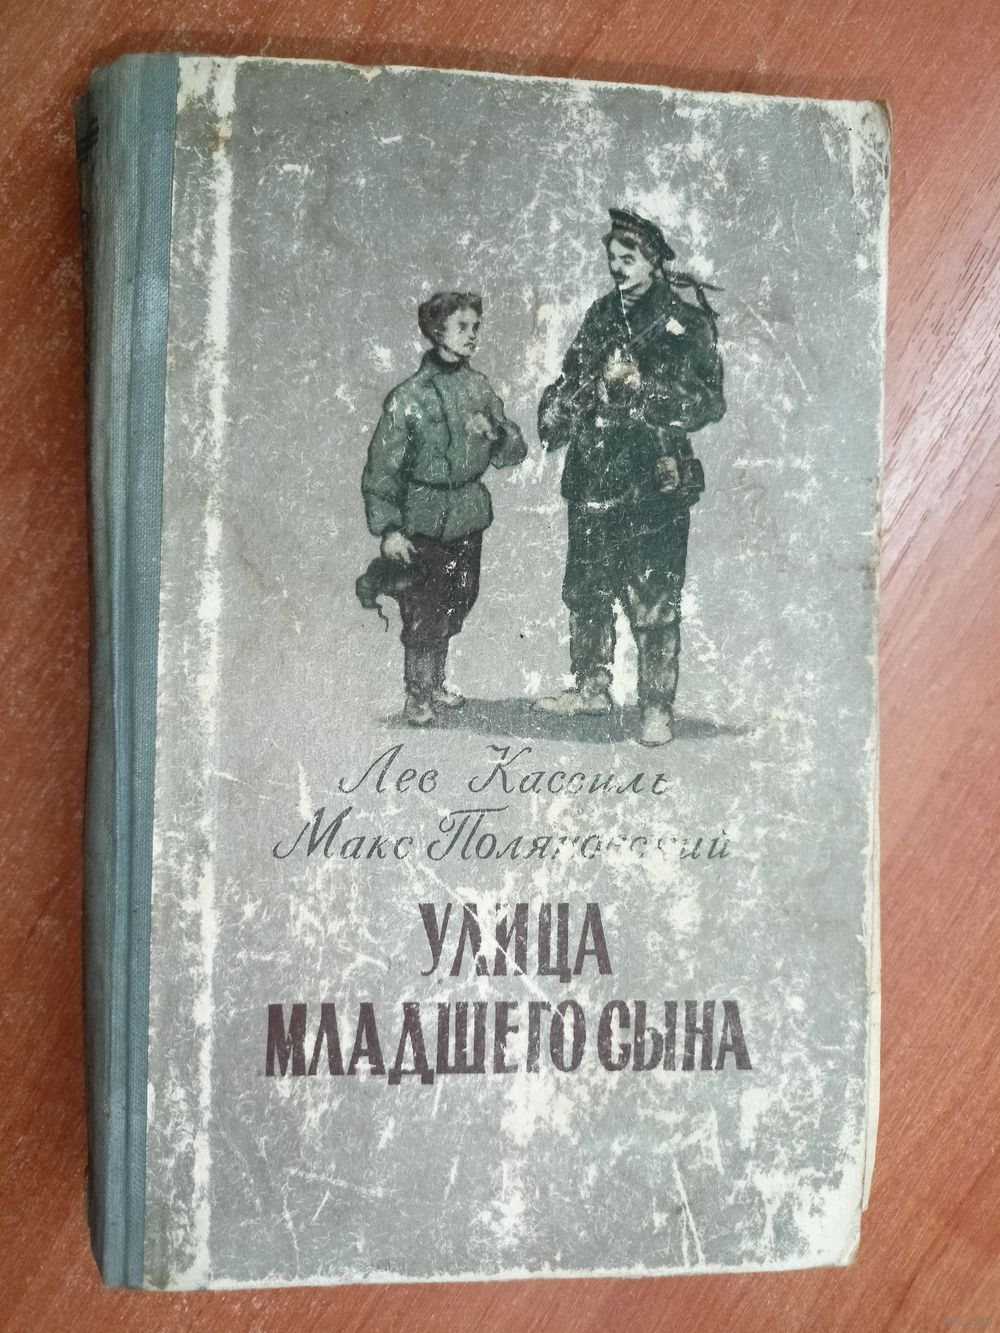 Лев Кассиль
Макс Поляновский
УЛИЦА
МЛАДШЕГО СЫНА